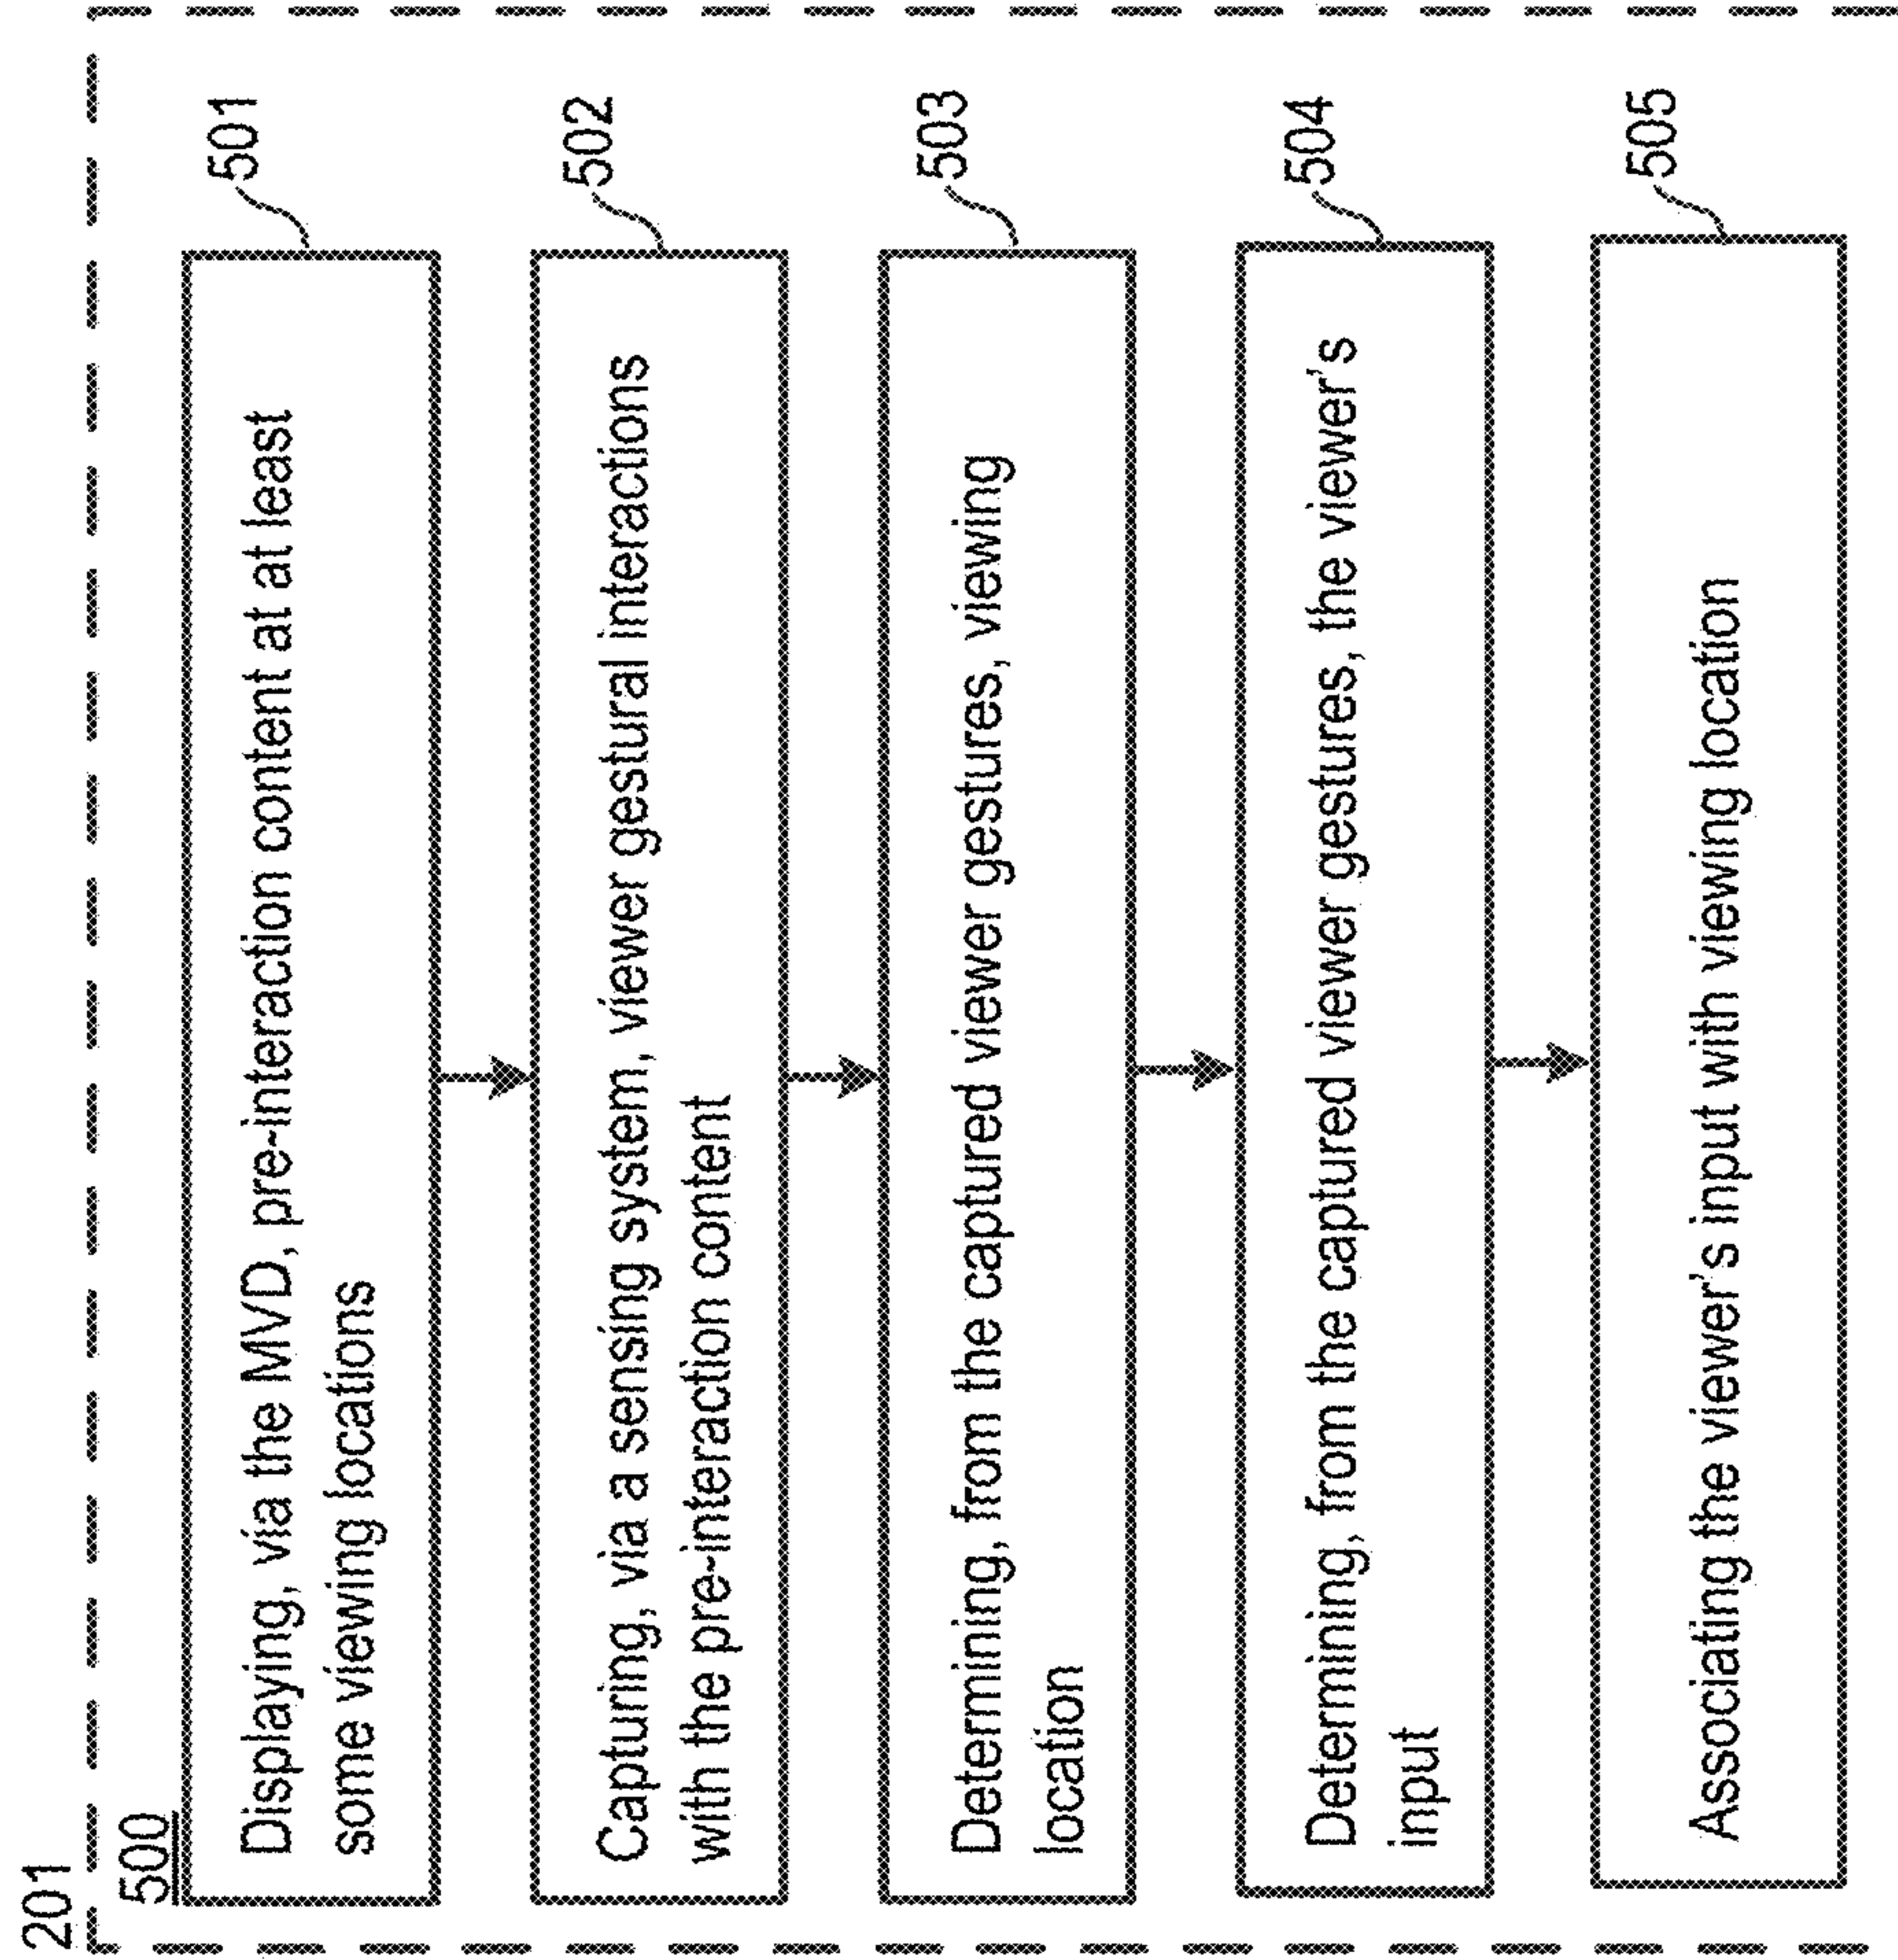 201
500
Displaying, via the MVD, pre-interaction content at at least
some viewing locations
501
Capturing, via a sensing system, viewer gestural interactions
with the pre-interaction content
502
Determining, from the captured viewer gestures, viewing
location
503
Determining, from the captured viewer gestures, the viewer's
input
504
Associating the viewer's input with viewing location
505